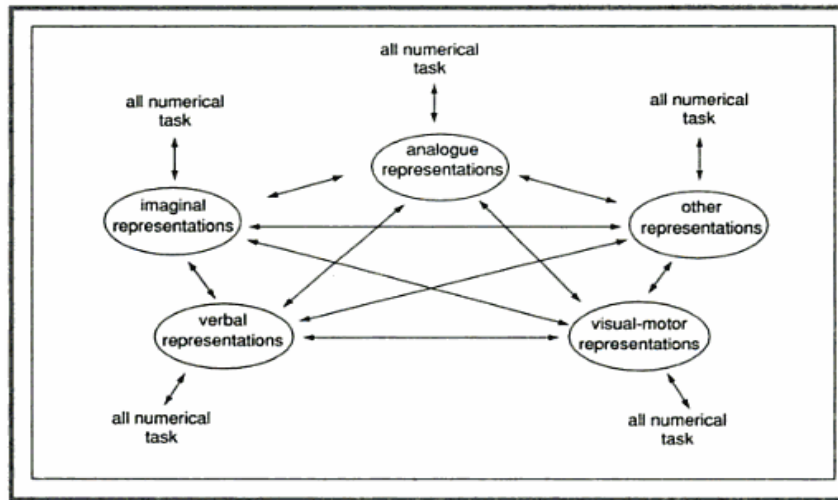 all numerical
task
all numerical
task
all numerical
task
analogue
representations
imaginal
representations
other
representations
verbal
representations
visual-motor
representations
all numerical
task
all numerical
task